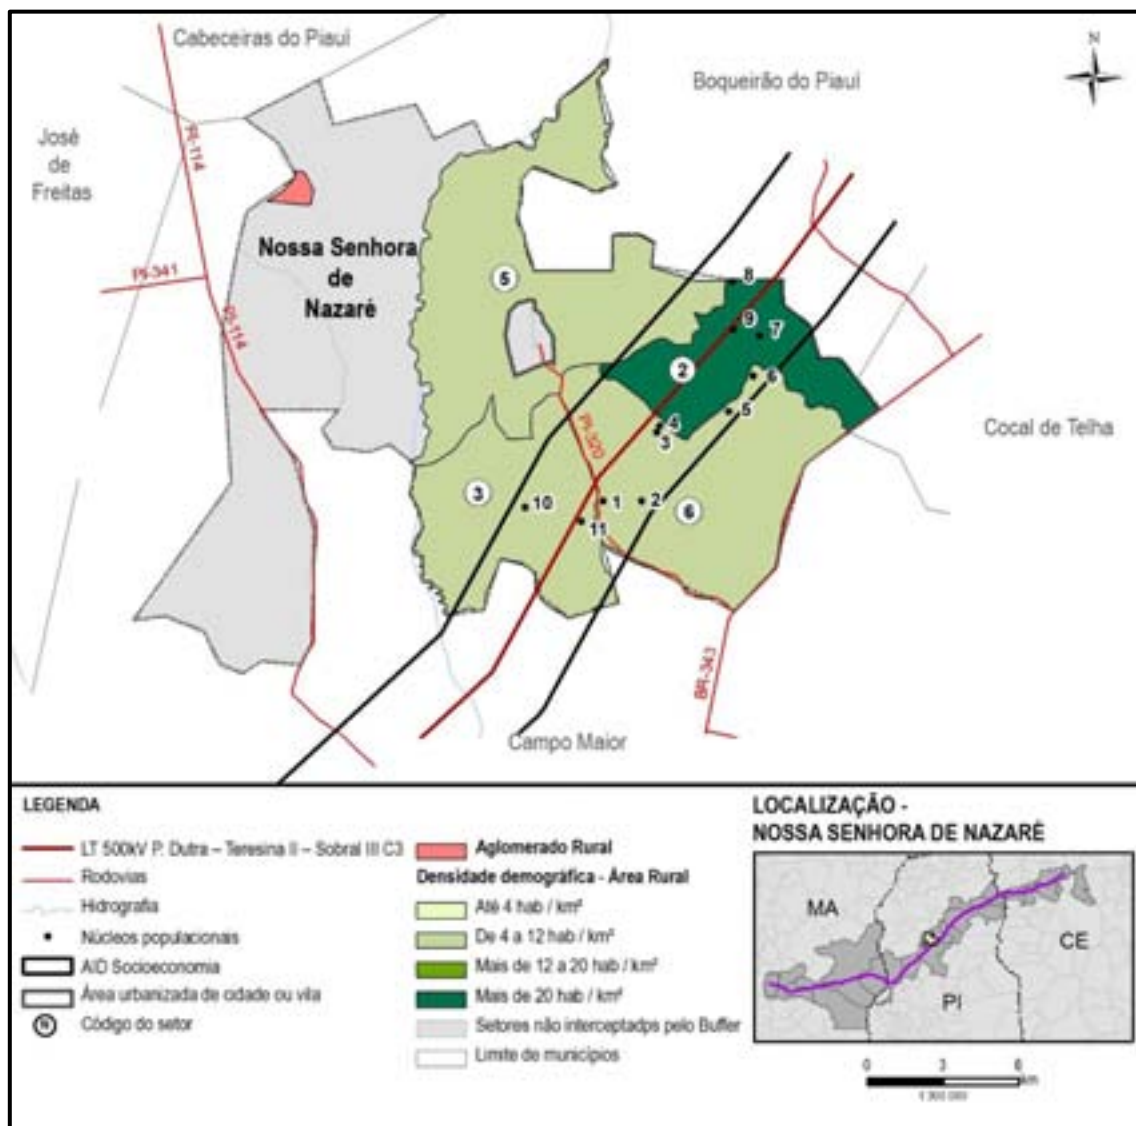 Cabeceiras do Piauí
N
Boqueirão do Piauí
José
de
Freitas
PI-114
Nossa Senhora
de
Nazaré
PI-341
PI-114
5
8
9
7
2
6
5
4
3
PI-320
Cocal de Telha
3
10
1
2
6
11
BR-343
Campo Maior
LEGENDA
LT 500kV P. Dutra – Teresina II – Sobral III C3
Rodovias
Hidrografia
Núcleos populacionais
AID Socioeconomia
Área urbanizada de cidade ou vila
N
Código do setor
Aglomerado Rural
Densidade demográfica - Área Rural
Até 4 hab / km²
De 4 a 12 hab / km²
Mais de 12 a 20 hab / km²
Mais de 20 hab / km²
Setores não interceptadps pelo Buffer
Limite de municípios
LOCALIZAÇÃO -
NOSSA SENHORA DE NAZARÉ
MA
CE
PI
0 3 6
km
1:300.000